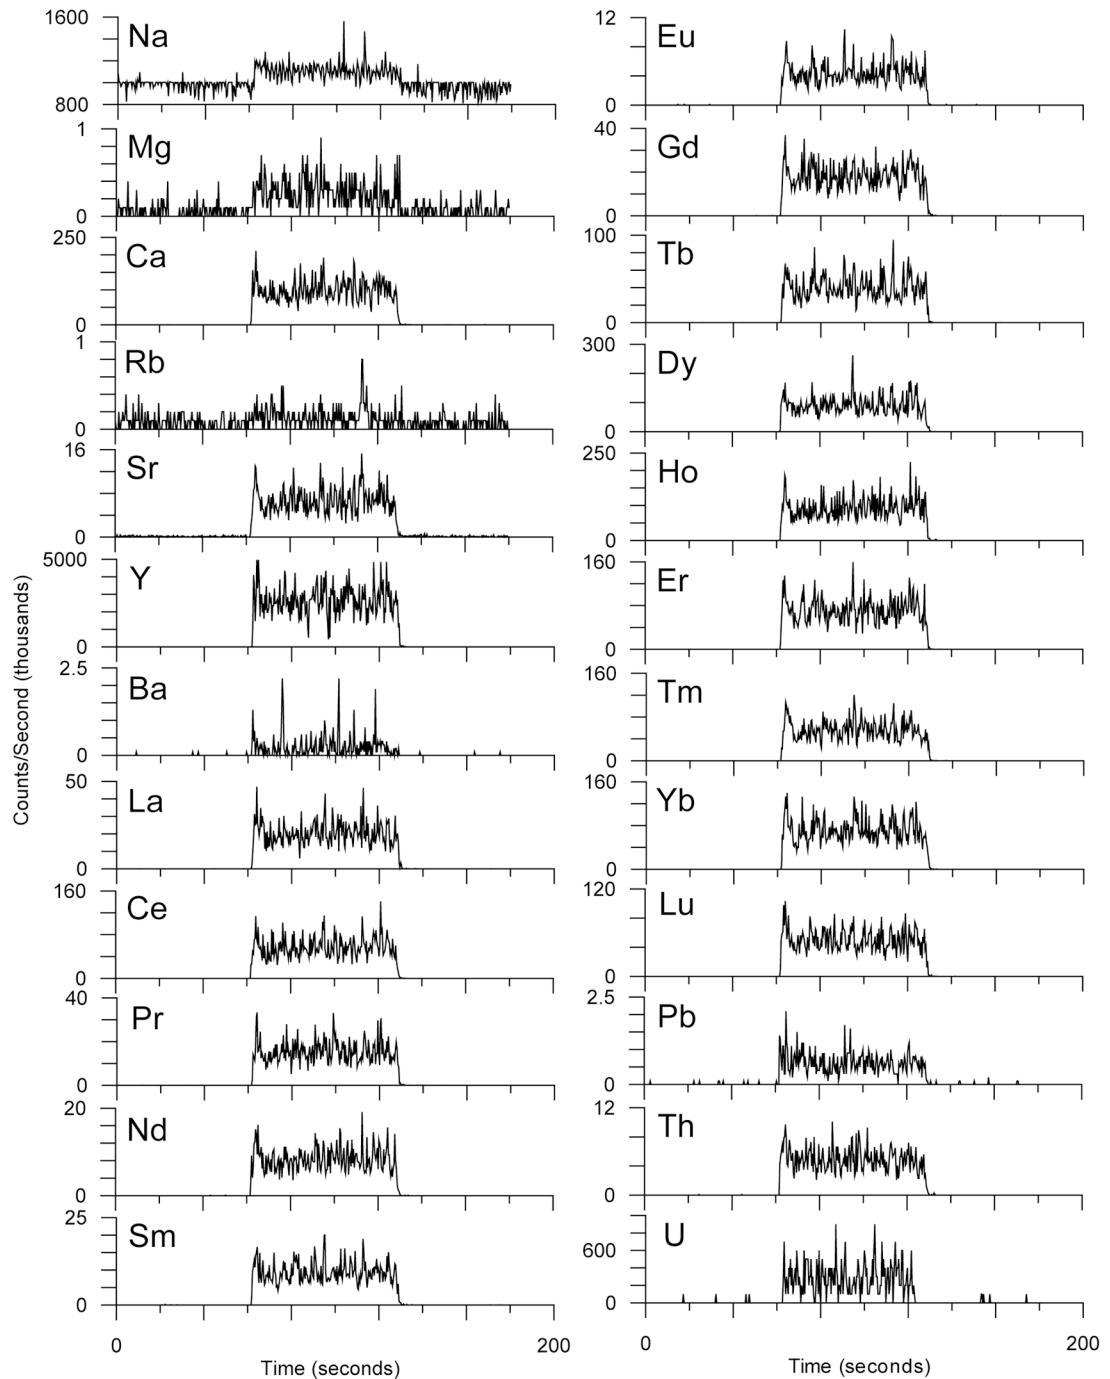 Counts/Second (thousands)
1600
Na
800
0
200
1
Mg
0
250
Ca
0
1
Rb
0
16
Sr
0
5000
Y
0
2.5
Ba
0
50
La
0
160
Ce
0
40
Pr
0
20
Nd
0
25
Sm
0
0
200
Time (seconds)
12
Eu
0
40
Gd
0
100
Tb
0
300
Dy
0
250
Ho
0
160
Er
0
160
Tm
0
160
Yb
0
120
Lu
0
2.5
Pb
0
12
Th
0
U
600
0
0
200
Time (seconds)